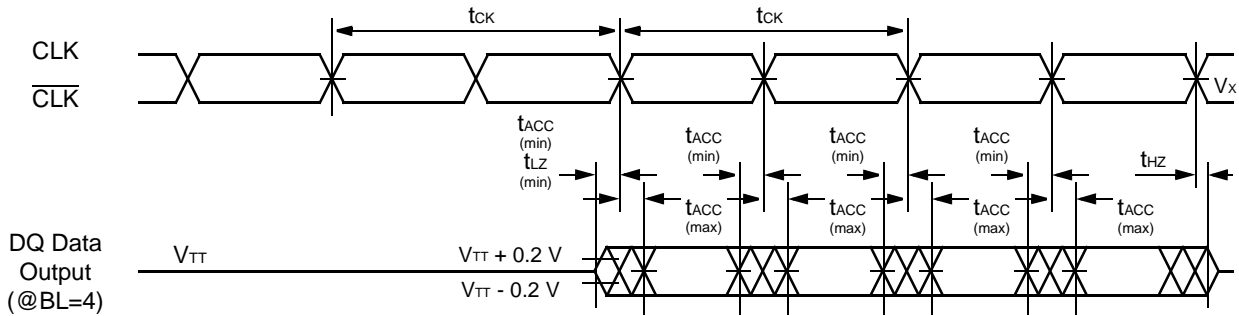 tCK tCK
CLK
CLK
VX
tACC
(min)
tLZ
(min)
tACC
(min)
tACC
(min)
tACC
(min)
tHZ
tACC
(max)
tACC
(max)
tACC
(max)
tACC
(max)
DQ Data
Output
(@BL=4)
VTT
VTT + 0.2 V
VTT - 0.2 V